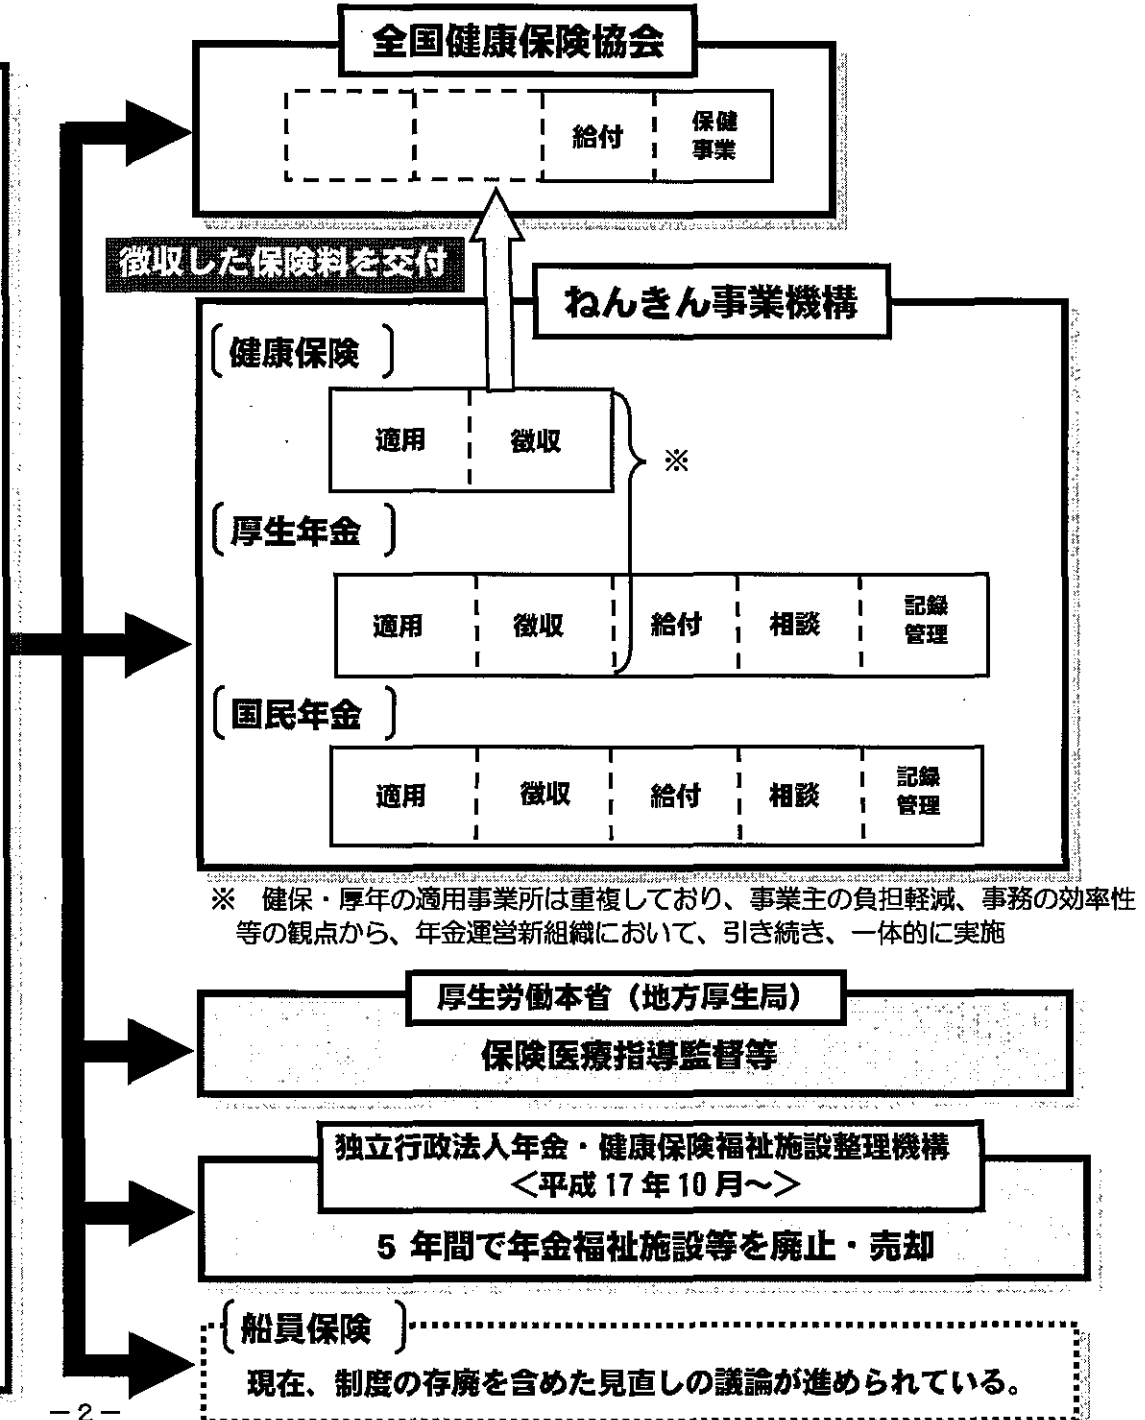 全国健康保険協会
給付
保健
事業
徴収した保険料を交付
ねんきん事業機構
〔健康保険〕
適用
徴収
※
〔厚生年金〕
適用
徴収
給付
相談
記録
管理
〔国民年金〕
適用
徴収
給付
相談
記録
管理
※　健保・厚年の適用事業所は重複しており、事業主の負担軽減、事務の効率性
等の観点から、年金運営新組織において、引き続き、一体的に実施
厚生労働本省（地方厚生局）
保険医療指導監督等
独立行政法人年金・健康保険福祉施設整理機構
＜平成17年10月～＞
5 年間で年金福祉施設等を廃止・売却
〔船員保険〕
現在、制度の存廃を含めた見直しの議論が進められている。
－2－